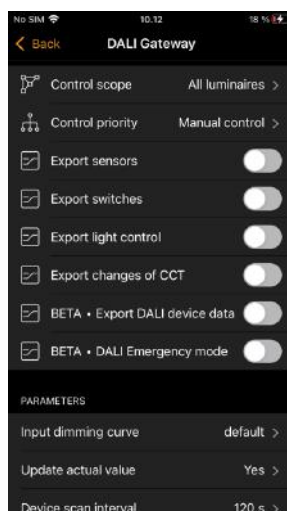 No SIM 10.12 18 %
Back DALI Gateway
Control scope All luminaires >
Control priority Manual control >
Export sensors
Export switches
Export light control
Export changes of CCT
BETA • Export DALI device data
BETA • DALI Emergency mode
PARAMETERS
Input dimming curve default >
Update actual value Yes >
Device scan interval 120 s >